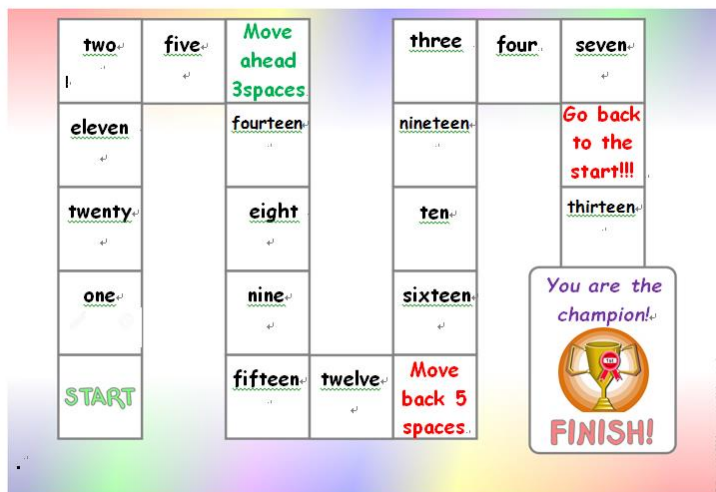 two five Move ahead 3spaces three four seven
eleven fourteen nineteen Go back to the start!!!
twenty eight ten thirteen
one nine sixteen You are the champion!
START fifteen twelve Move back 5 spaces. FINISH!